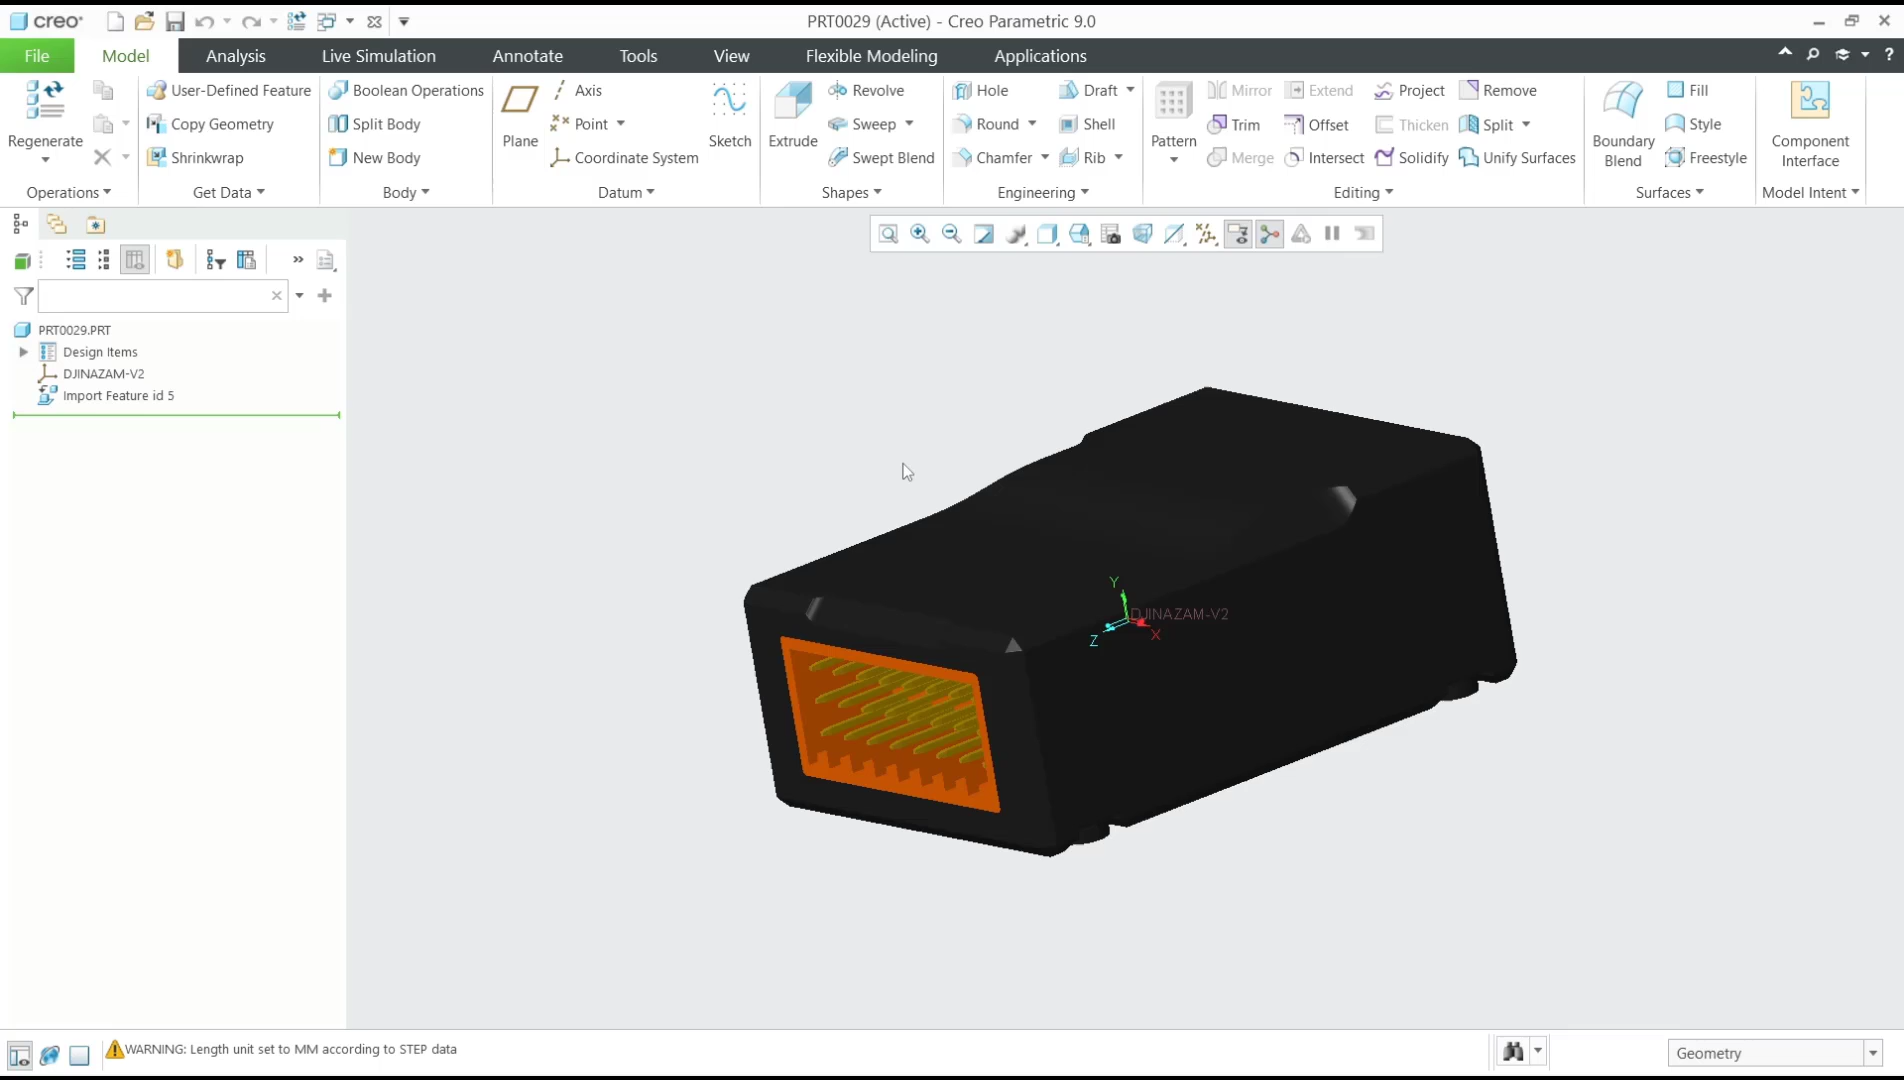 creo°
PRT0029 (Active) - Creo Parametric 9.0
File Model Analysis Live Simulation Annotate Tools View Flexible Modeling Applications
?
Regenerate
Operations
User-Defined Feature
Copy Geometry
Shrinkwrap
Get Data
Boolean Operations
Split Body
New Body
Body
Plane
Axis
Point
Coordinate System
Sketch
Datum
Extrude
Revolve
Sweep
Swept Blend
Shapes
Hole
Round
Chamfer
Draft
Shell
Rib
Engineering
Pattern
Mirror
Trim
Merge
Extend
Offset
Intersect
Project
Thicken
Solidify
Remove
Split
Unify Surfaces
Editing
Boundary
Blend
Fill
Style
Freestyle
Surfaces
Component
Interface
Model Intent
PRT0029.PRT
Design Items
DJINAZAM-V2
Import Feature id 5
Y
DJINAZAM-V2
Z
X
WARNING: Length unit set to MM according to STEP data
Geometry